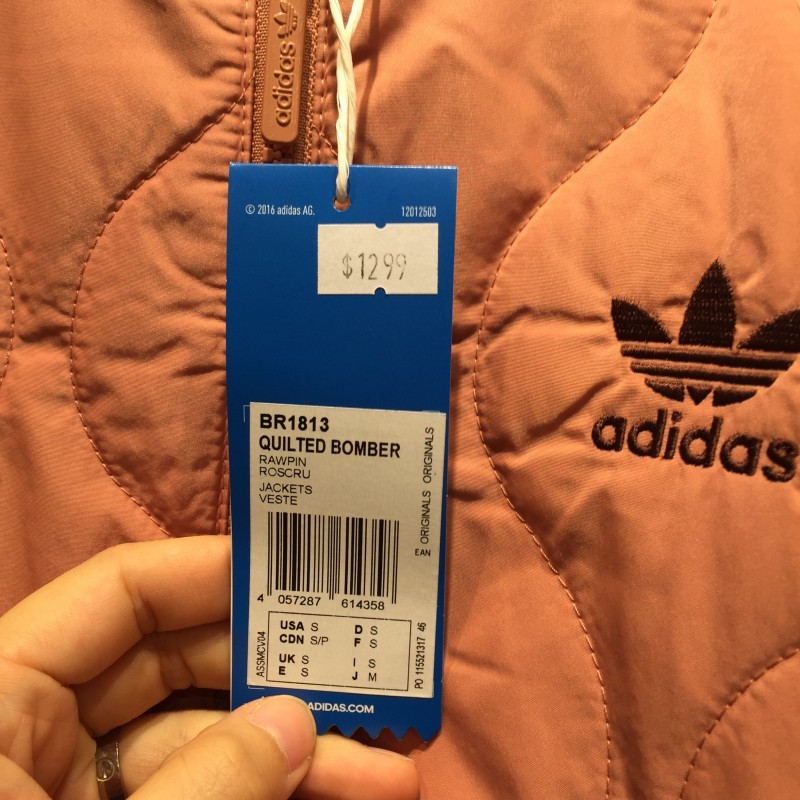 adidas
© 2016 adidas AG.
12012503
$1299
BR1813
QUILTED BOMBER
RAWPIN
ROSCRU
JACKETS
VESTE
ORIGINALS ORIGINALS
EAN
4 057287 614358
ASSMCV04
USA S D S
CDN S/P F S
UK S I S
E S J M
PO 115521317 46
ADIDAS.COM
adidas